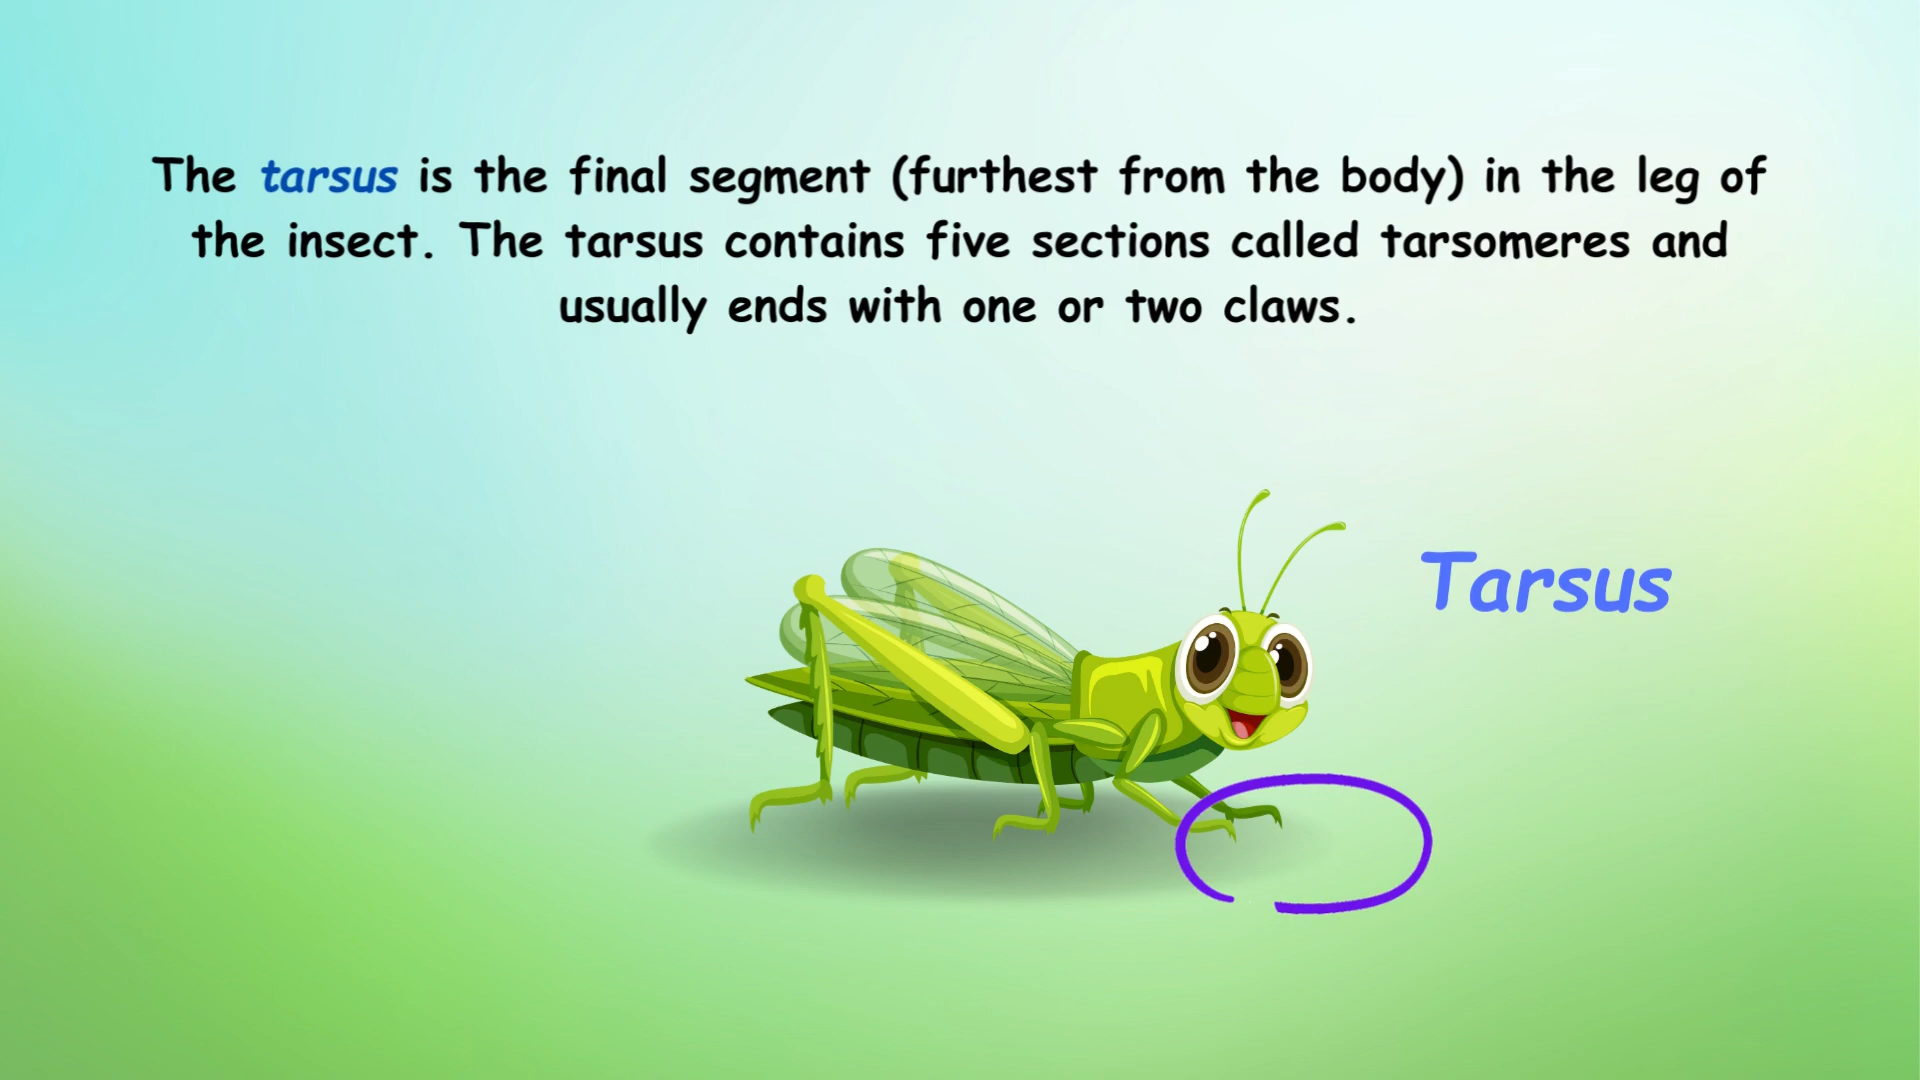 The tarsus is the final segment (furthest from the body) in the leg of
the insect. The tarsus contains five sections called tarsomeres and
usually ends with one or two claws.
Tarsus